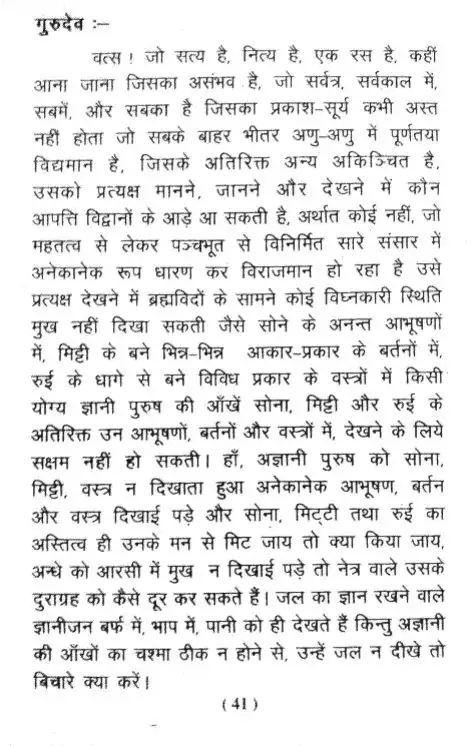 गुरुदेव :–
वत्स ! जो सत्य है, नित्य है, एक रस है, कहीं
आना जाना जिसका असंभव है, जो सर्वत्र, सर्वकाल में,
सबमें, और सबका है जिसका प्रकाश–सूर्य कभी अस्त
नहीं होता जो सबके बाहर भीतर अणु–अणु में पूर्णतया
विद्यमान है, जिसके अतिरिक्त अन्य अकिञ्चित है,
उसको प्रत्यक्ष मानने, जानने और देखने में कौन
आपत्ति विद्वानों के आड़े आ सकती है, अर्थात कोई नहीं, जो
महतत्व से लेकर पञ्चभूत से विनिर्मित सारे संसार में
अनेकानेक रूप धारण कर विराजमान हो रहा है उसे
प्रत्यक्ष देखने में ब्रह्मविदों के सामने कोई विघ्नकारी स्थिति
मुख नहीं दिखा सकती जैसे सोने के अनन्त आभूषणों
में, मिट्टी के बने भिन्न–भिन्न आकार–प्रकार के बर्तनों में,
रुई के धागे से बने विविध प्रकार के वस्त्रों में किसी
योग्य ज्ञानी पुरुष की आँखें सोना, मिट्टी और रुई के
अतिरिक्त उन आभूषणों, बर्तनों और वस्त्रों में, देखने के लिये
सक्षम नहीं हो सकती। हाँ, अज्ञानी पुरुष को सोना,
मिट्टी, वस्त्र न दिखाता हुआ अनेकानेक आभूषण, बर्तन
और वस्त्र दिखाई पड़े और सोना, मिट्टी तथा रुई का
अस्तित्व ही उनके मन से मिट जाय तो क्या किया जाय,
अन्धे को आरसी में मुख न दिखाई पड़े तो नेत्र वाले उसके
दुराग्रह को कैसे दूर कर सकते हैं। जल का ज्ञान रखने वाले
ज्ञानीजन बर्फ में, भाप में, पानी को ही देखते हैं किन्तु अज्ञानी
की आँखों का चश्मा ठीक न होने से, उन्हें जल न दीखे तो
बिचारे क्या करें।
( 41 )